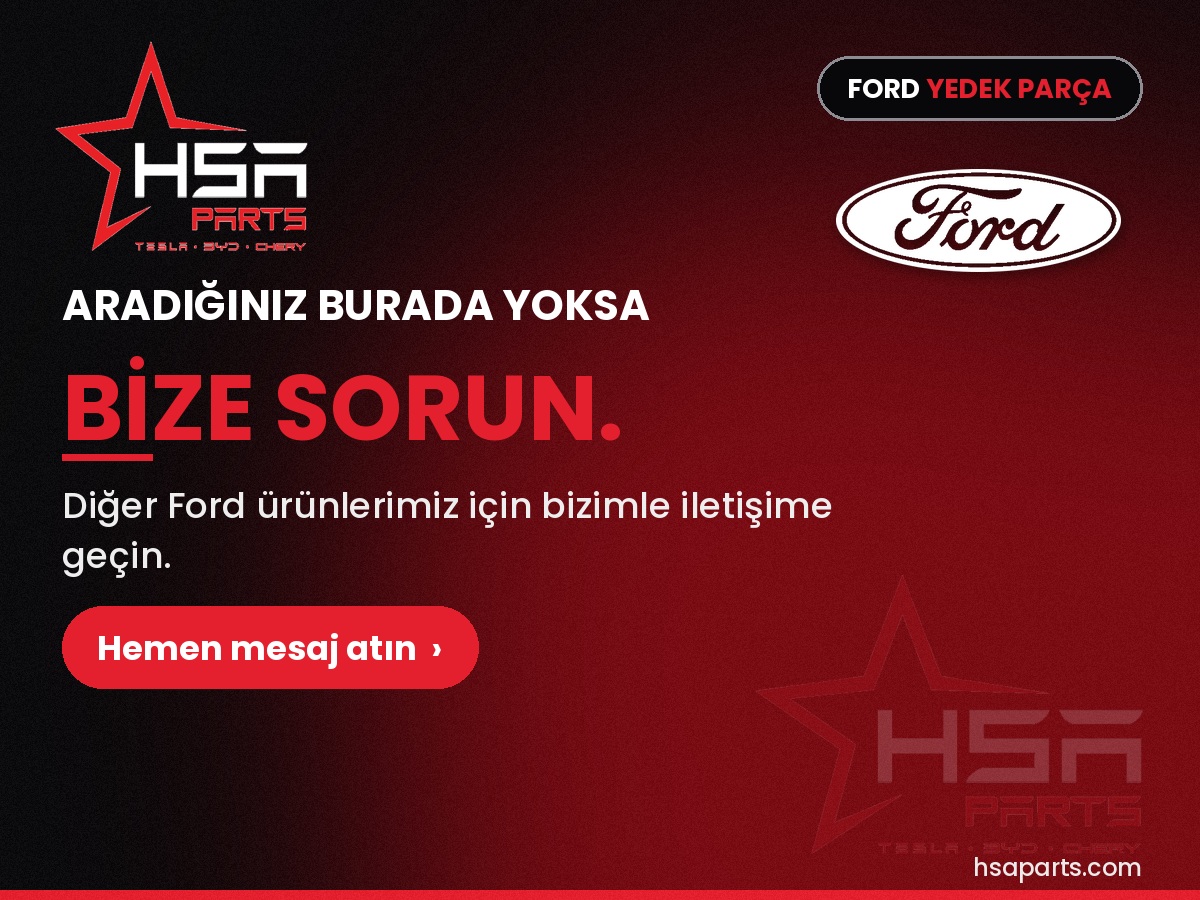 HSA
PARTS
TESLA · BYD · CHERY
FORD YEDEK PARÇA
Ford
ARADIĞINIZ BURADA YOKSA
BİZE SORUN.
Diğer Ford ürünlerimiz için bizimle iletişime
geçin.
Hemen mesaj atın ›
HSA
PARTS
TESLA · BYD · CHERY
hsaparts.com